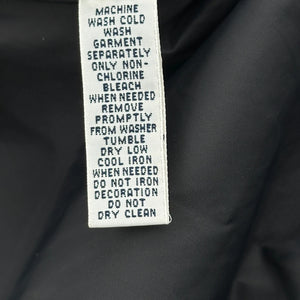 MACHINE
WASH COLD
WASH
GARMENT
SEPARATELY
ONLY NON-
CHLORINE
BLEACH
WHEN NEEDED
REMOVE
PROMPTLY
FROM WASHER
TUMBLE
DRY LOW
COOL IRON
WHEN NEEDED
DO NOT IRON
DECORATION
DO NOT
DRY CLEAN